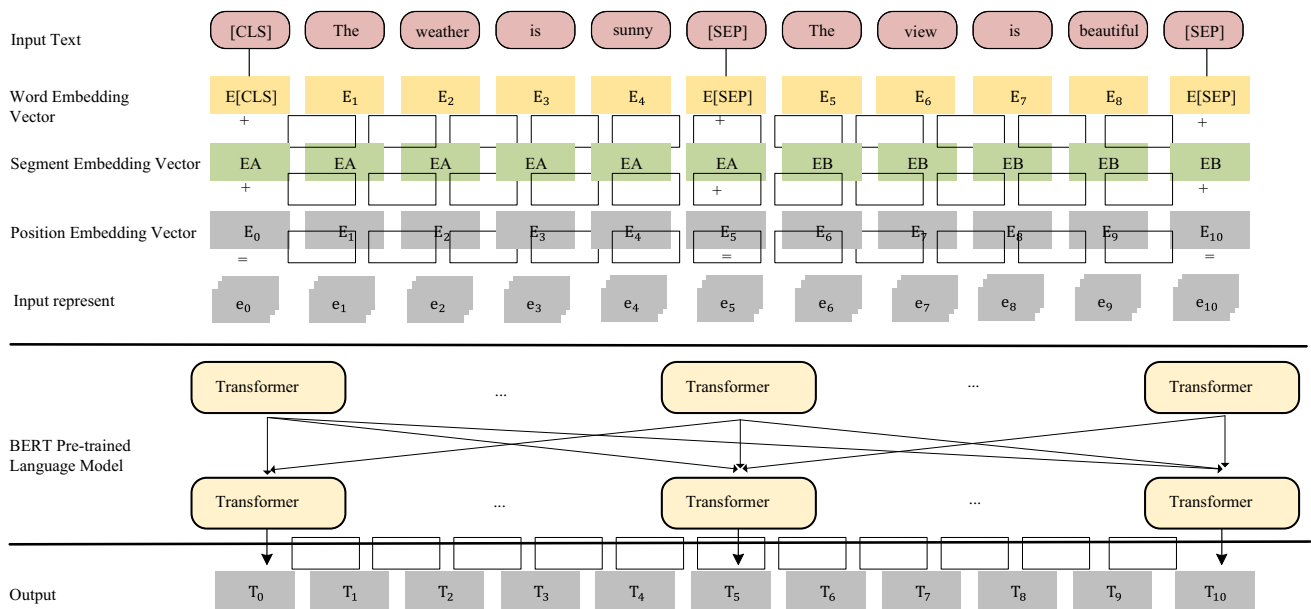 Input Text [CLS] The weather is sunny [SEP] The view is beautiful [SEP]
Word Embedding Vector E[CLS] E₁ E₂ E₃ E₄ E[SEP] E₅ E₆ E₇ E₈ E[SEP]
+ + +
Segment Embedding Vector EA EA EA EA EA EA EB EB EB EB EB
+ + +
Position Embedding Vector E₀ E₁ E₂ E₃ E₄ E₅ E₆ E₇ E₈ E₉ E₁₀
= = =
Input represent e₀ e₁ e₂ e₃ e₄ e₅ e₆ e₇ e₈ e₉ e₁₀
Transformer ... Transformer ... Transformer
BERT Pre-trained
Language Model
Transformer ... Transformer ... Transformer
Output T₀ T₁ T₂ T₃ T₄ T₅ T₆ T₇ T₈ T₉ T₁₀